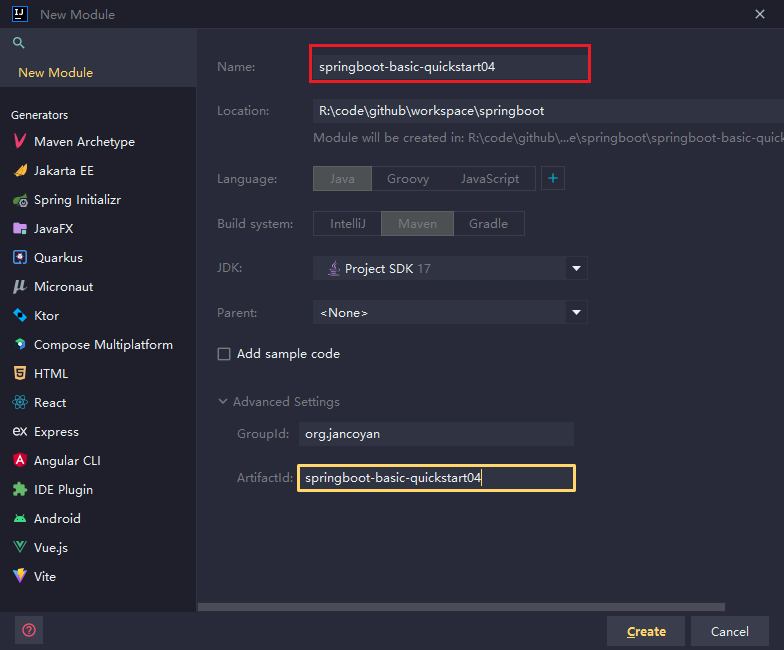 New Module
New Module
Generators
Maven Archetype
Jakarta EE
Spring Initializr
JavaFX
Quarkus
Micronaut
Ktor
Compose Multiplatform
HTML
React
Express
Angular CLI
IDE Plugin
Android
Vue.js
Vite
Name: springboot-basic-quickstart04
Location: R:\code\github\workspace\springboot
Module will be created in: R:\code\github\...e\springboot\springboot-basic-quick
Language: Java Groovy JavaScript +
Build system: IntelliJ Maven Gradle
JDK: Project SDK 17
Parent: <None>
Add sample code
Advanced Settings
GroupId: org.jancoyan
ArtifactId: springboot-basic-quickstart04
? Create Cancel